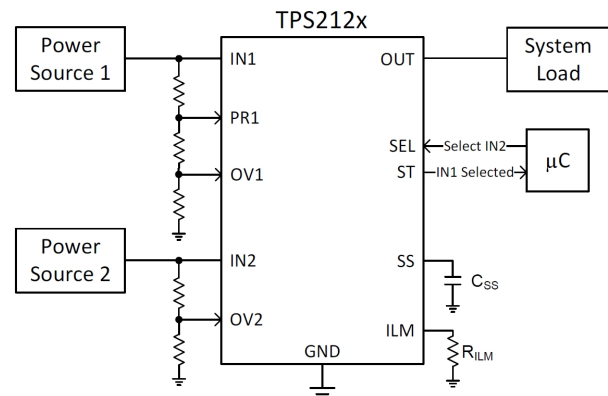 TPS212x
Power
Source 1
IN1
OUT
System
Load
PR1
SEL
Select IN2
μC
OV1
ST
IN1 Selected
Power
Source 2
IN2
SS
CSS
OV2
ILM
RILM
GND